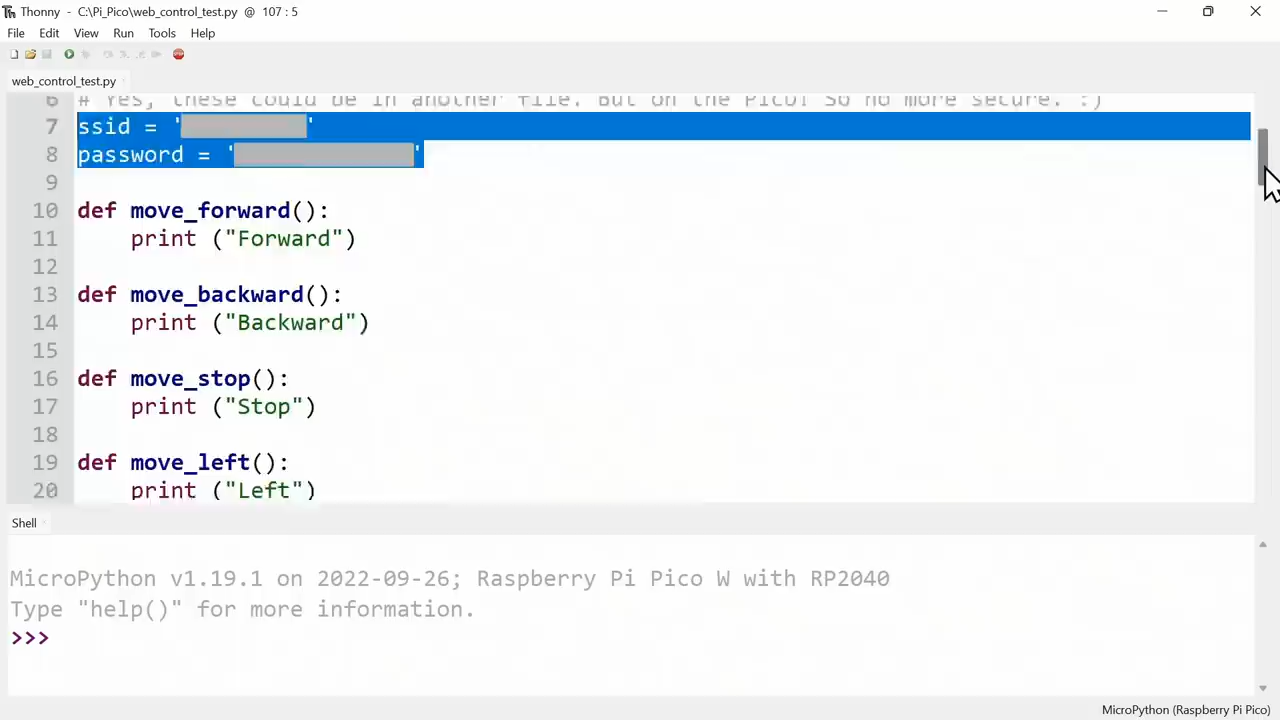 Thonny - C:\Pi_Pico\web_control_test.py @ 107 : 5
File Edit View Run Tools Help
web_control_test.py
6 # Yes, these could be in another file. But on the Pico! So no more secure. :)
7 ssid = ' '
8 password = ' '
9
10 def move_forward():
11 print ("Forward")
12
13 def move_backward():
14 print ("Backward")
15
16 def move_stop():
17 print ("Stop")
18
19 def move_left():
20 print ("Left")
Shell
MicroPython v1.19.1 on 2022-09-26; Raspberry Pi Pico W with RP2040
Type "help()" for more information.
>>>
MicroPython (Raspberry Pi Pico)